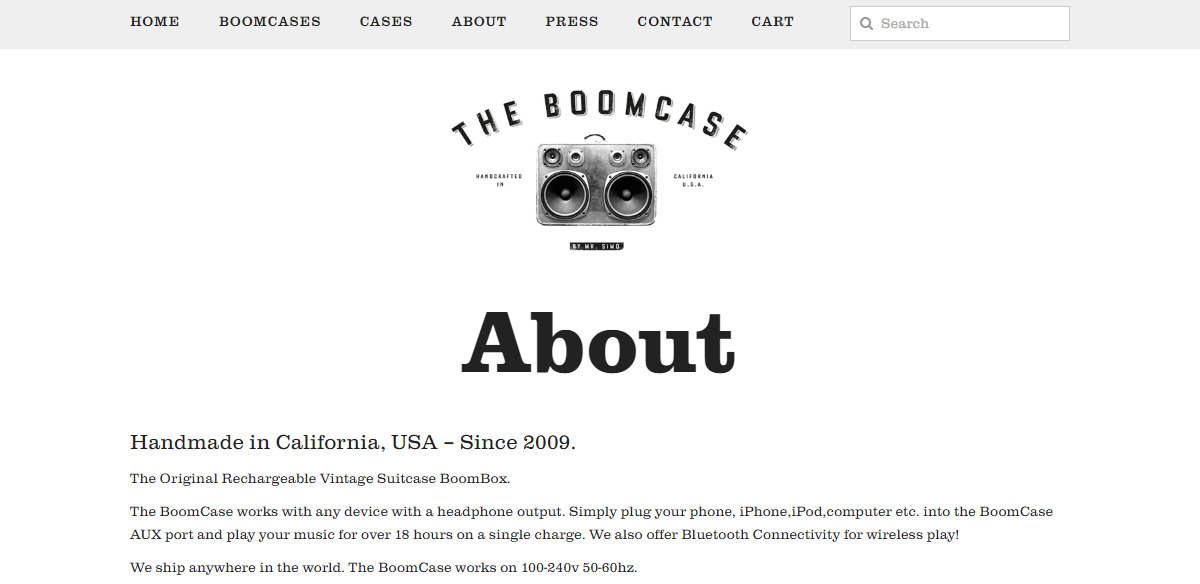 HOME BOOMCASES CASES ABOUT PRESS CONTACT CART Search
THE BOOMCASE
HANDCRAFTED IN
CALIFORNIA U.S.A.
BY MR. SIMO
About
Handmade in California, USA – Since 2009.
The Original Rechargeable Vintage Suitcase BoomBox.
The BoomCase works with any device with a headphone output. Simply plug your phone, iPhone,iPod,computer etc. into the BoomCase
AUX port and play your music for over 18 hours on a single charge. We also offer Bluetooth Connectivity for wireless play!
We ship anywhere in the world. The BoomCase works on 100-240v 50-60hz.